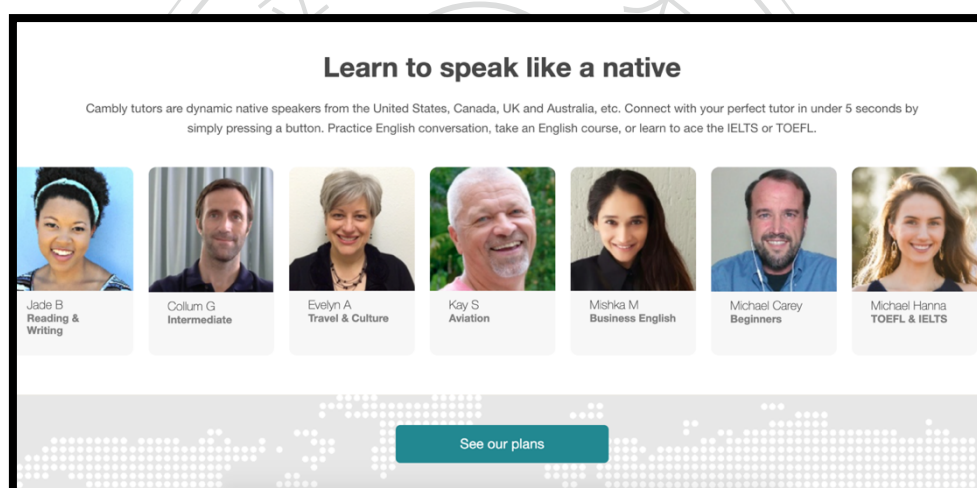 Learn to speak like a native
Cambly tutors are dynamic native speakers from the United States, Canada, UK and Australia, etc. Connect with your perfect tutor in under 5 seconds by
simply pressing a button. Practice English conversation, take an English course, or learn to ace the IELTS or TOEFL.
Jade B
Reading &
Writing
Collum G
Intermediate
Evelyn A
Travel & Culture
Kay S
Aviation
Mishka M
Business English
Michael Carey
Beginners
Michael Hanna
TOEFL & IELTS
See our plans